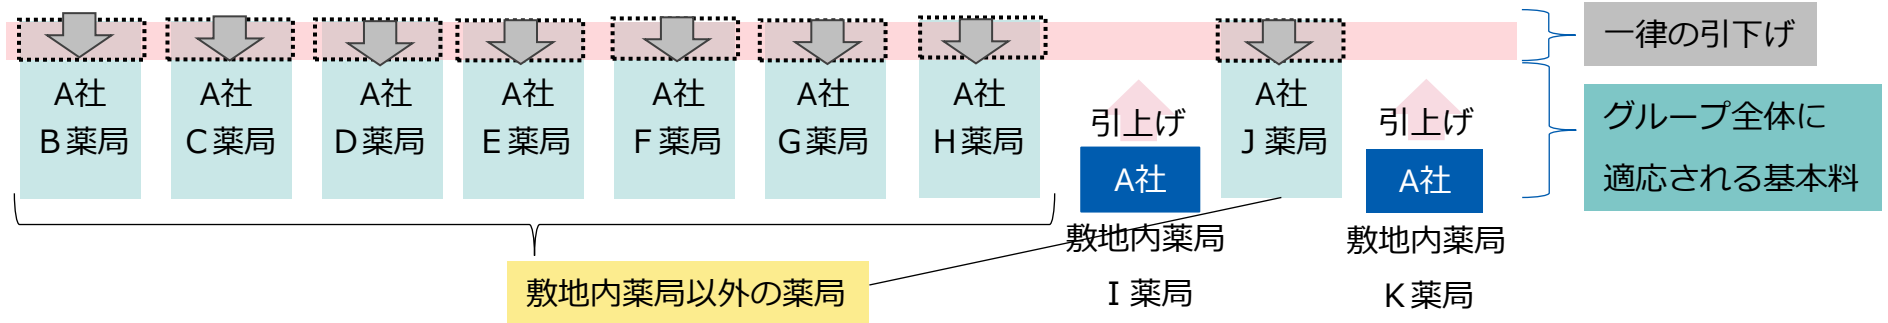 一律の引下げ
A社
B薬局
A社
C薬局
A社
D薬局
A社
E薬局
A社
F薬局
A社
G薬局
A社
H薬局
引上げ
A社
敷地内薬局
I薬局
A社
J薬局
引上げ
A社
敷地内薬局
K薬局
グループ全体に
適応される基本料
敷地内薬局以外の薬局